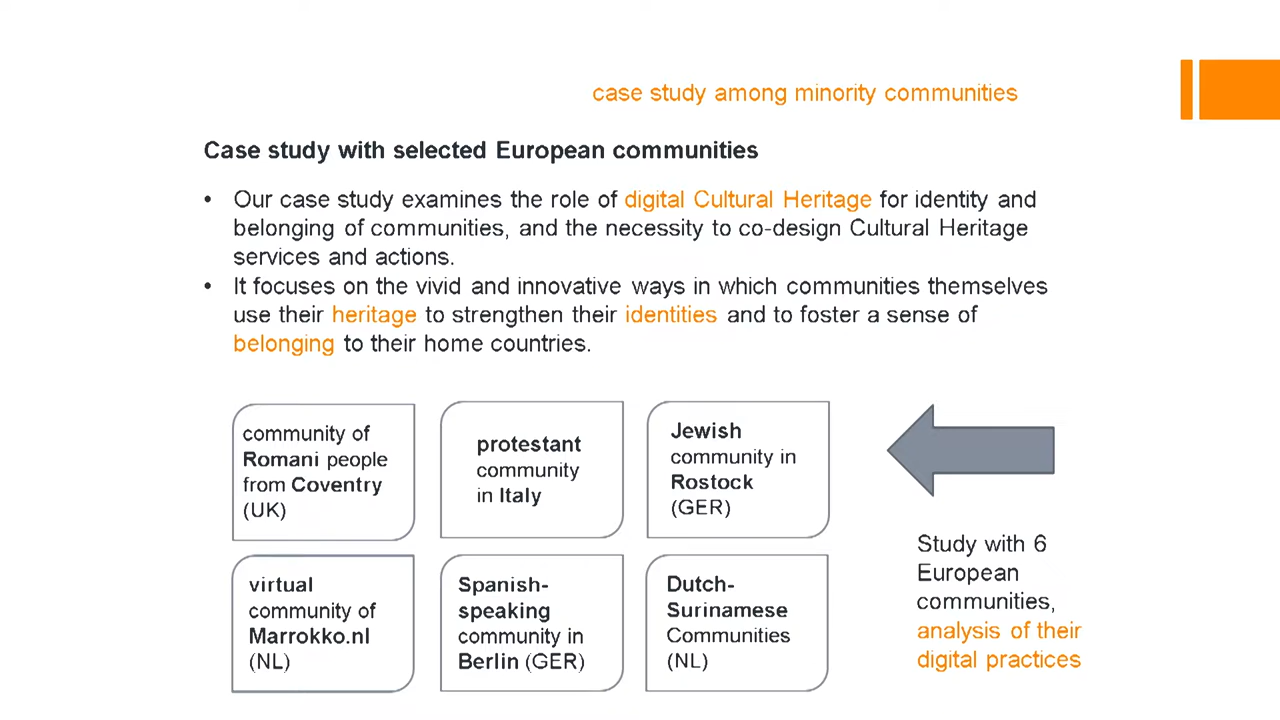 case study among minority communities
Case study with selected European communities
• Our case study examines the role of digital Cultural Heritage for identity and
belonging of communities, and the necessity to co-design Cultural Heritage
services and actions.
• It focuses on the vivid and innovative ways in which communities themselves
use their heritage to strengthen their identities and to foster a sense of
belonging to their home countries.
community of
Romani people
from Coventry
(UK)
protestant
community
in Italy
Jewish
community in
Rostock
(GER)
virtual
community of
Marrokko.nl
(NL)
Spanish-
speaking
community in
Berlin (GER)
Dutch-
Surinamese
Communities
(NL)
Study with 6
European
communities,
analysis of their
digital practices